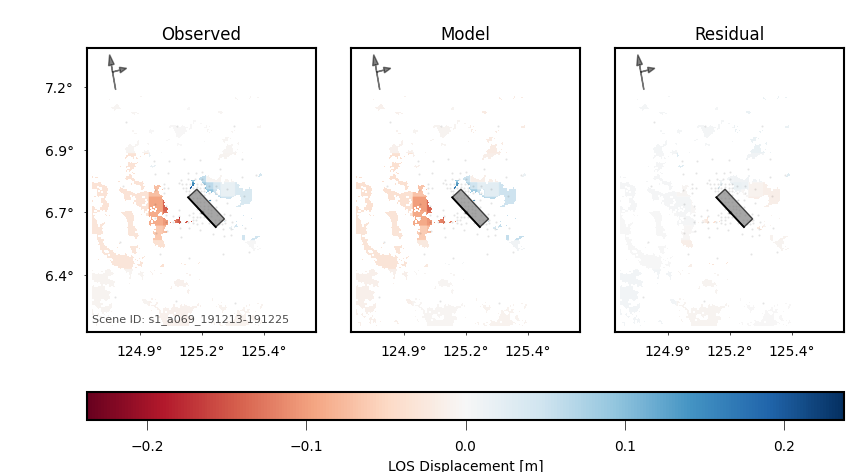 Observed
Model
Residual
7.2°
6.9°
6.7°
6.4°
Scene ID: s1_a069_191213-191225
124.9° 125.2° 125.4°
124.9° 125.2° 125.4°
124.9° 125.2° 125.4°
−0.2 −0.1 0.0 0.1 0.2
LOS Displacement [m]